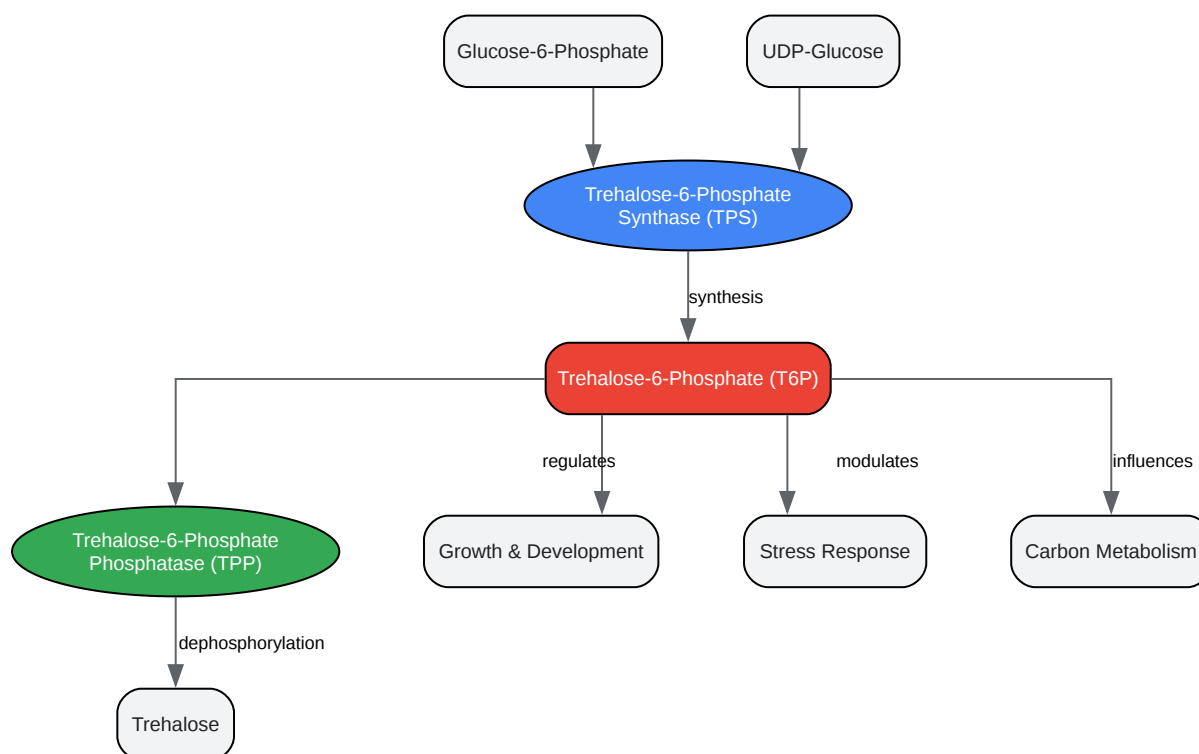 Glucose-6-Phosphate
UDP-Glucose
Trehalose-6-Phosphate
Synthase (TPS)
synthesis
Trehalose-6-Phosphate (T6P)
regulates
modulates
influences
Trehalose-6-Phosphate
Phosphatase (TPP)
Growth & Development
Stress Response
Carbon Metabolism
dephosphorylation
Trehalose